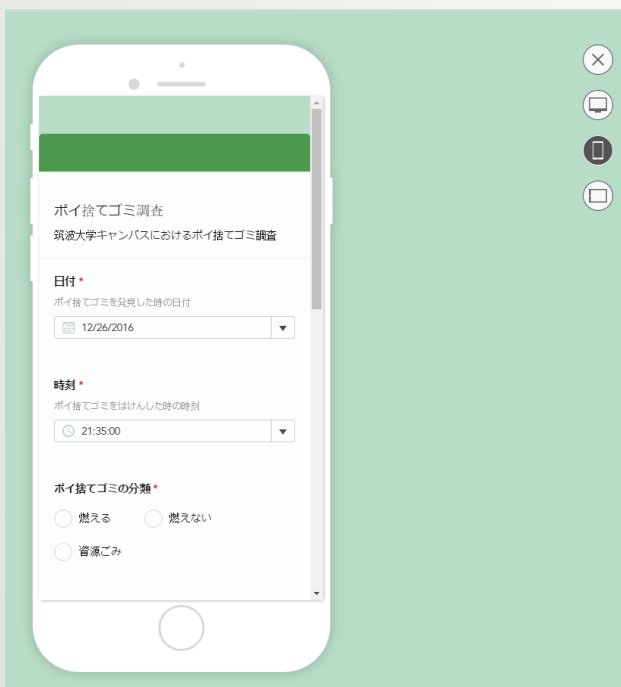 ポイ捨てゴミ調査
筑波大学キャンパスにおけるポイ捨てゴミ調査
日付*
ポイ捨てゴミを発見した時の日付
12/26/2016
時刻*
ポイ捨てゴミをはけんした時の時刻
21:35:00
ポイ捨てゴミの分類*
燃える 燃えない
資源ごみ